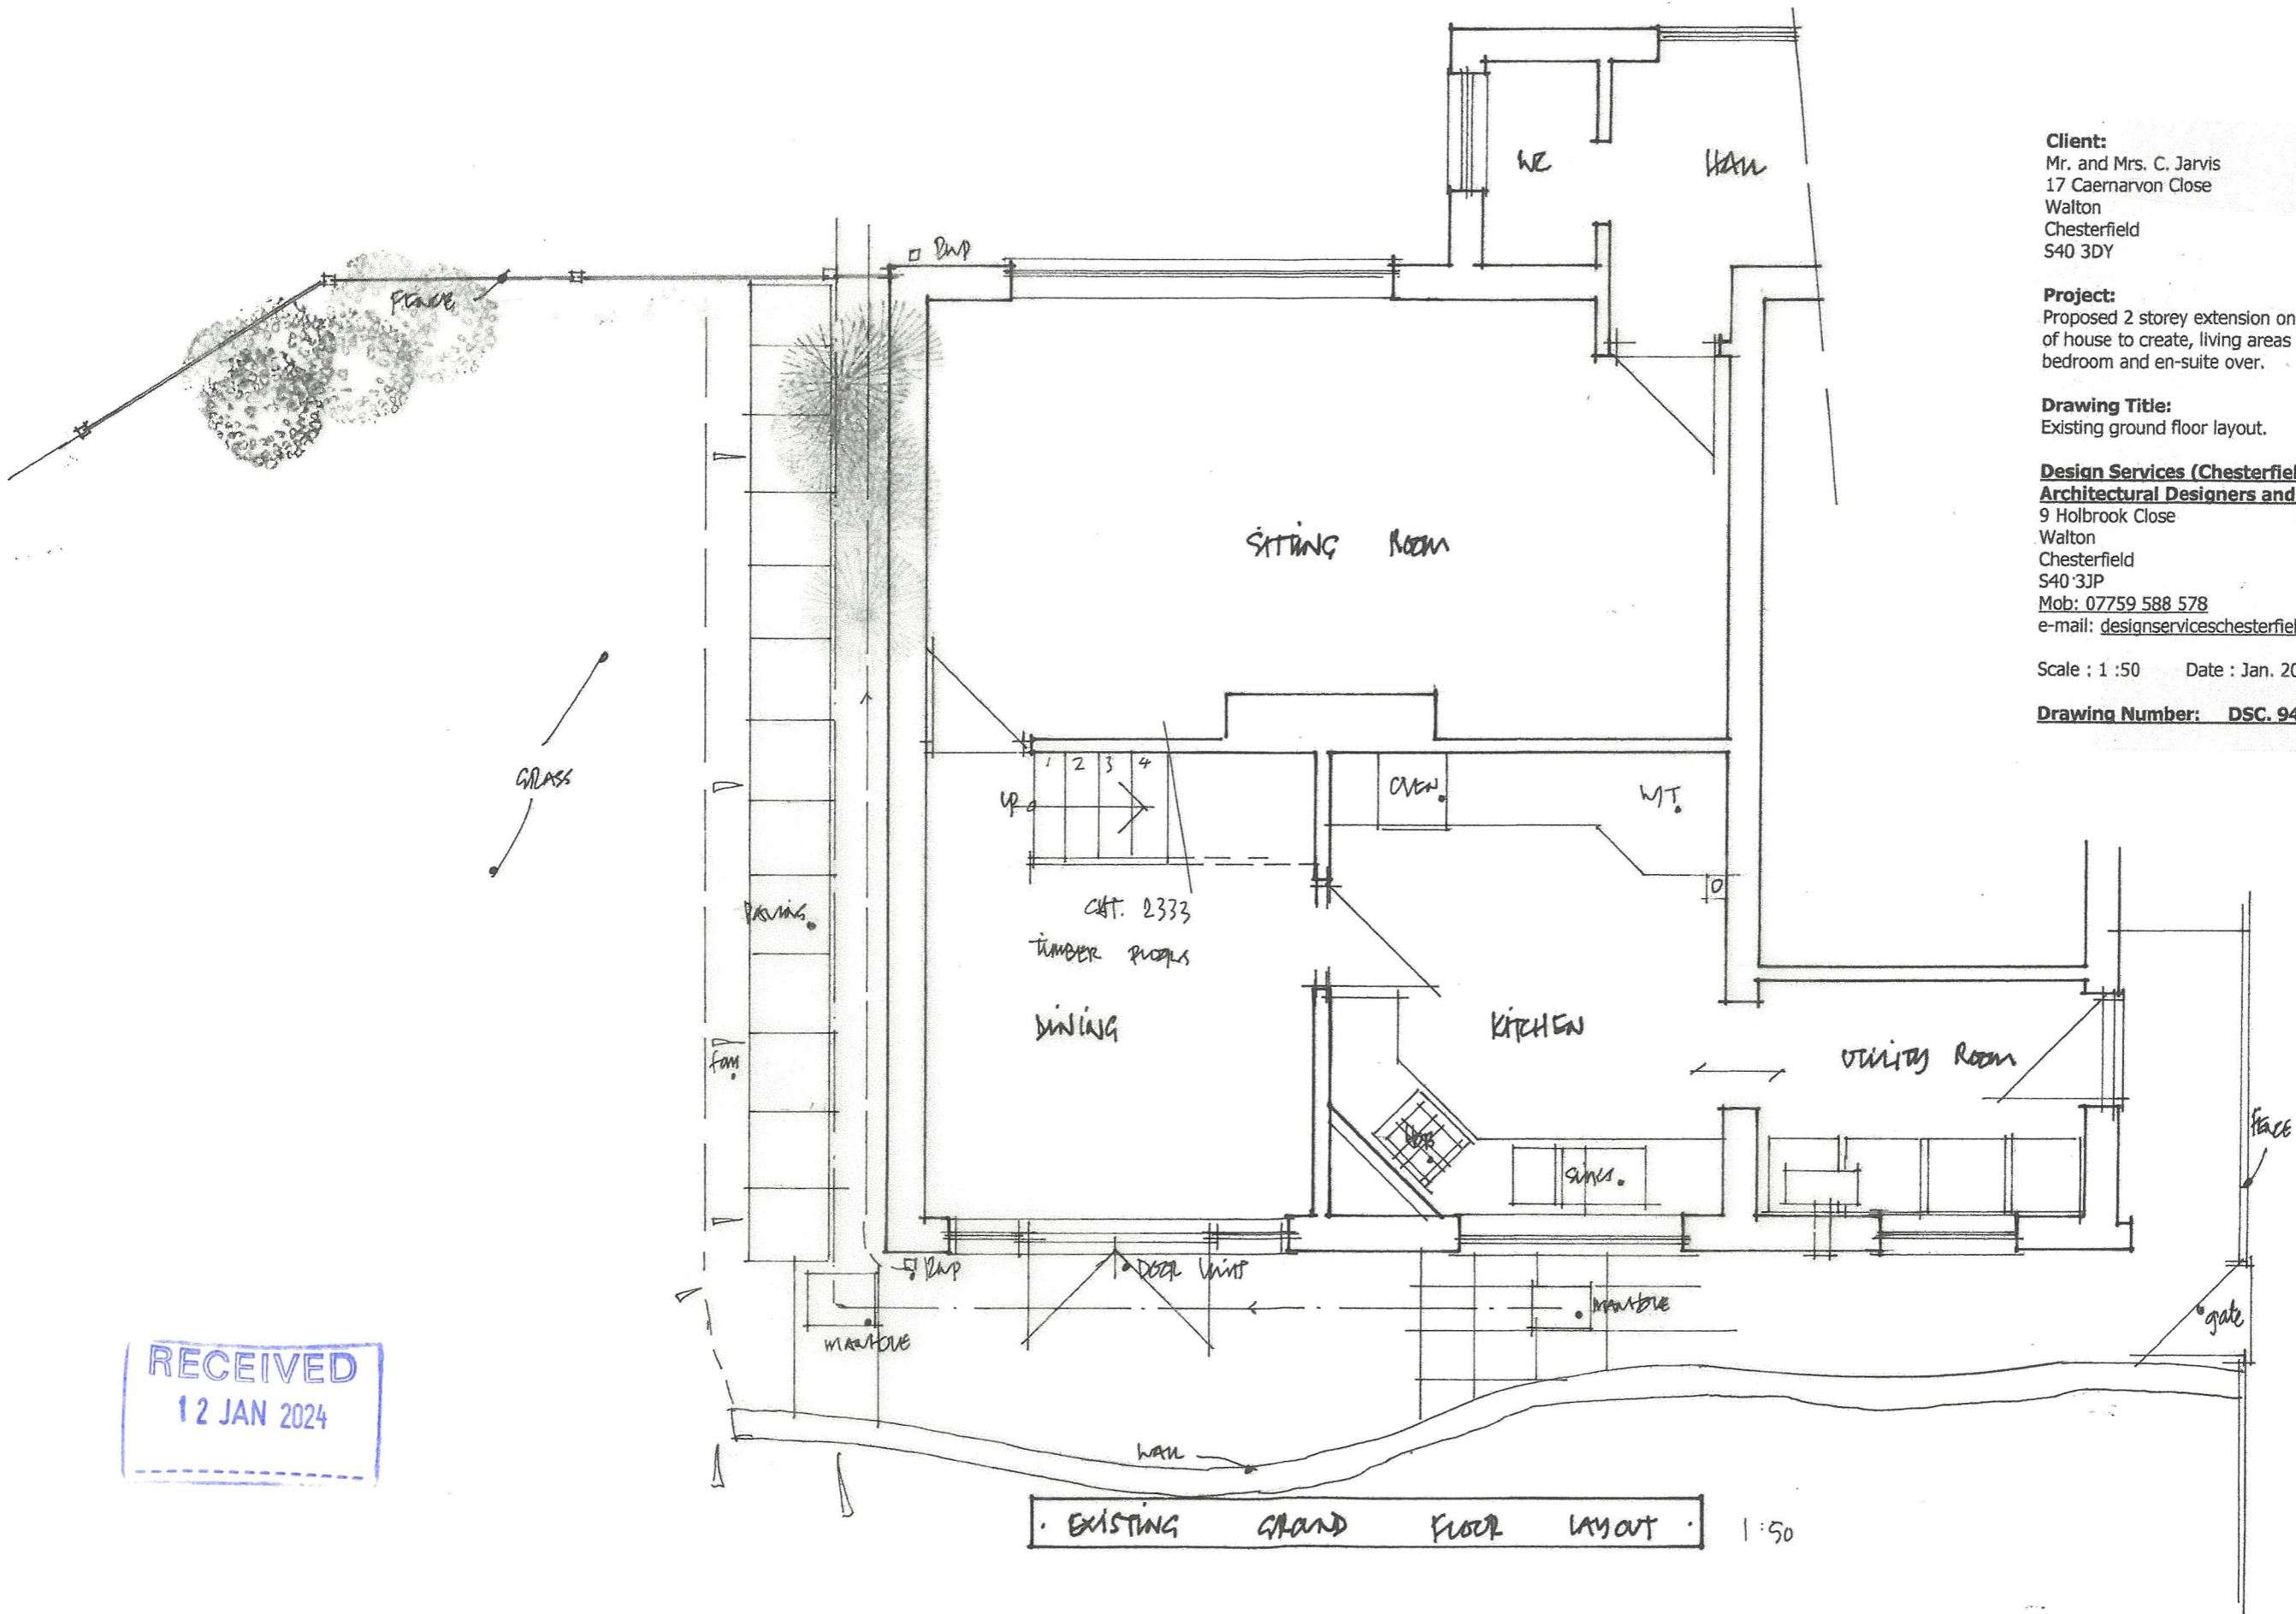 WC
HALL
RWP
FENCE
SITTING ROOM
GRASS
1 2 3 4
UP
OVEN
W/T.
CHT. 2333
TIMBER FLOORS
PAVING
DINING
KITCHEN
UTILITY ROOM
HOB
SINKS
FENCE
RWP
DOOR UNIT
MANHOLE
MANHOLE
gate
WALL
· EXISTING GROUND FLOOR LAYOUT · 1:50
RECEIVED
12 JAN 2024
Client:
Mr. and Mrs. C. Jarvis
17 Caernarvon Close
Walton
Chesterfield
S40 3DY
Project:
Proposed 2 storey extension on
of house to create, living areas
bedroom and en-suite over.
Drawing Title:
Existing ground floor layout.
Design Services (Chesterfiel
Architectural Designers and
9 Holbrook Close
Walton
Chesterfield
S40 3JP
Mob: 07759 588 578
e-mail: designserviceschesterfiel
Scale : 1 :50 Date : Jan. 20
Drawing Number: DSC. 94